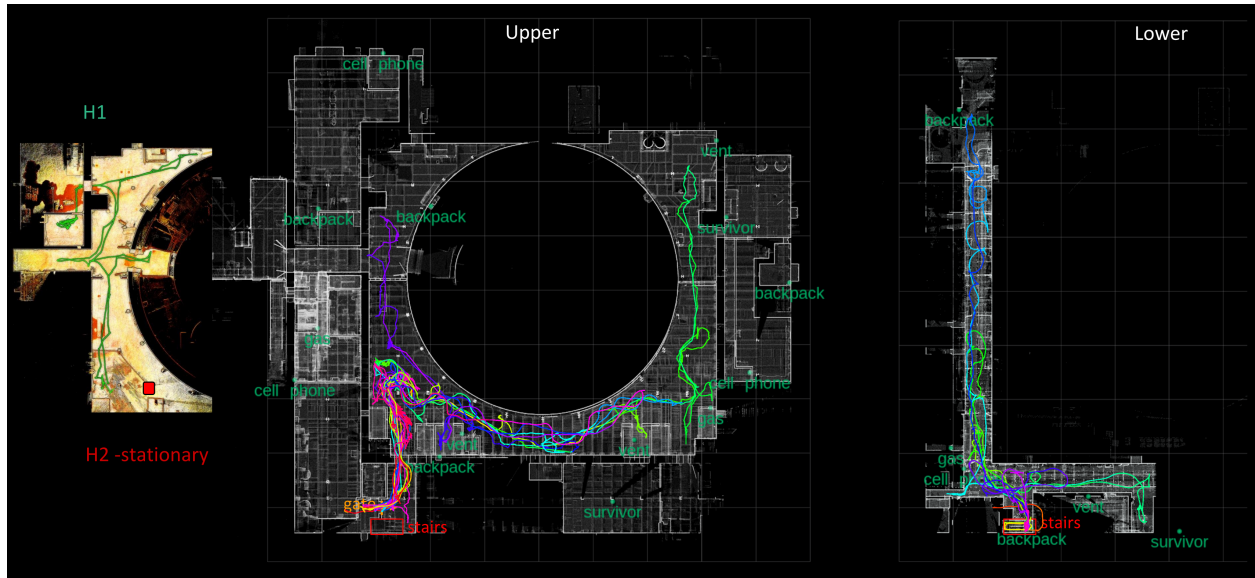 Upper
Lower
H1
cell phone
vent
backpack
backpack
survivor
backpack
gas
cell phone
cell phone
gas
vent
vent
backpack
gate
survivor
stairs
H2 -stationary
backpack
gas
cell
vent
stairs
backpack
survivor